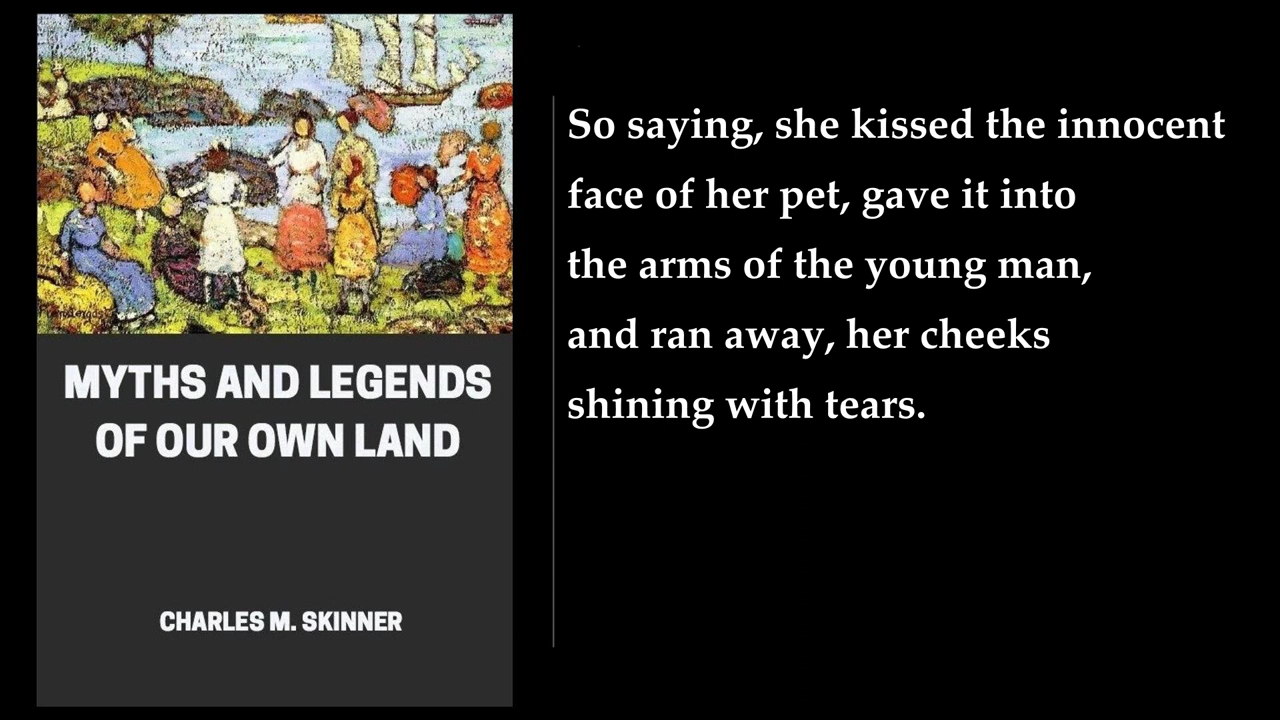 MYTHS AND LEGENDS
OF OUR OWN LAND
CHARLES M. SKINNER
So saying, she kissed the innocent
face of her pet, gave it into
the arms of the young man,
and ran away, her cheeks
shining with tears.